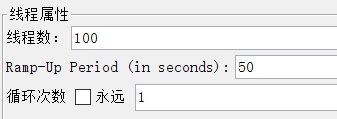 线程属性
线程数： 100
Ramp-Up Period (in seconds): 50
循环次数 永远 1